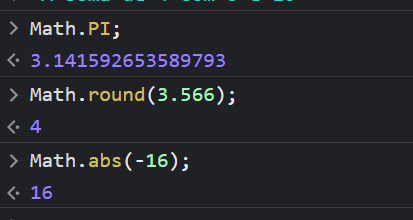 Math.PI;
3.141592653589793
Math.round(3.566);
4
Math.abs(-16);
16